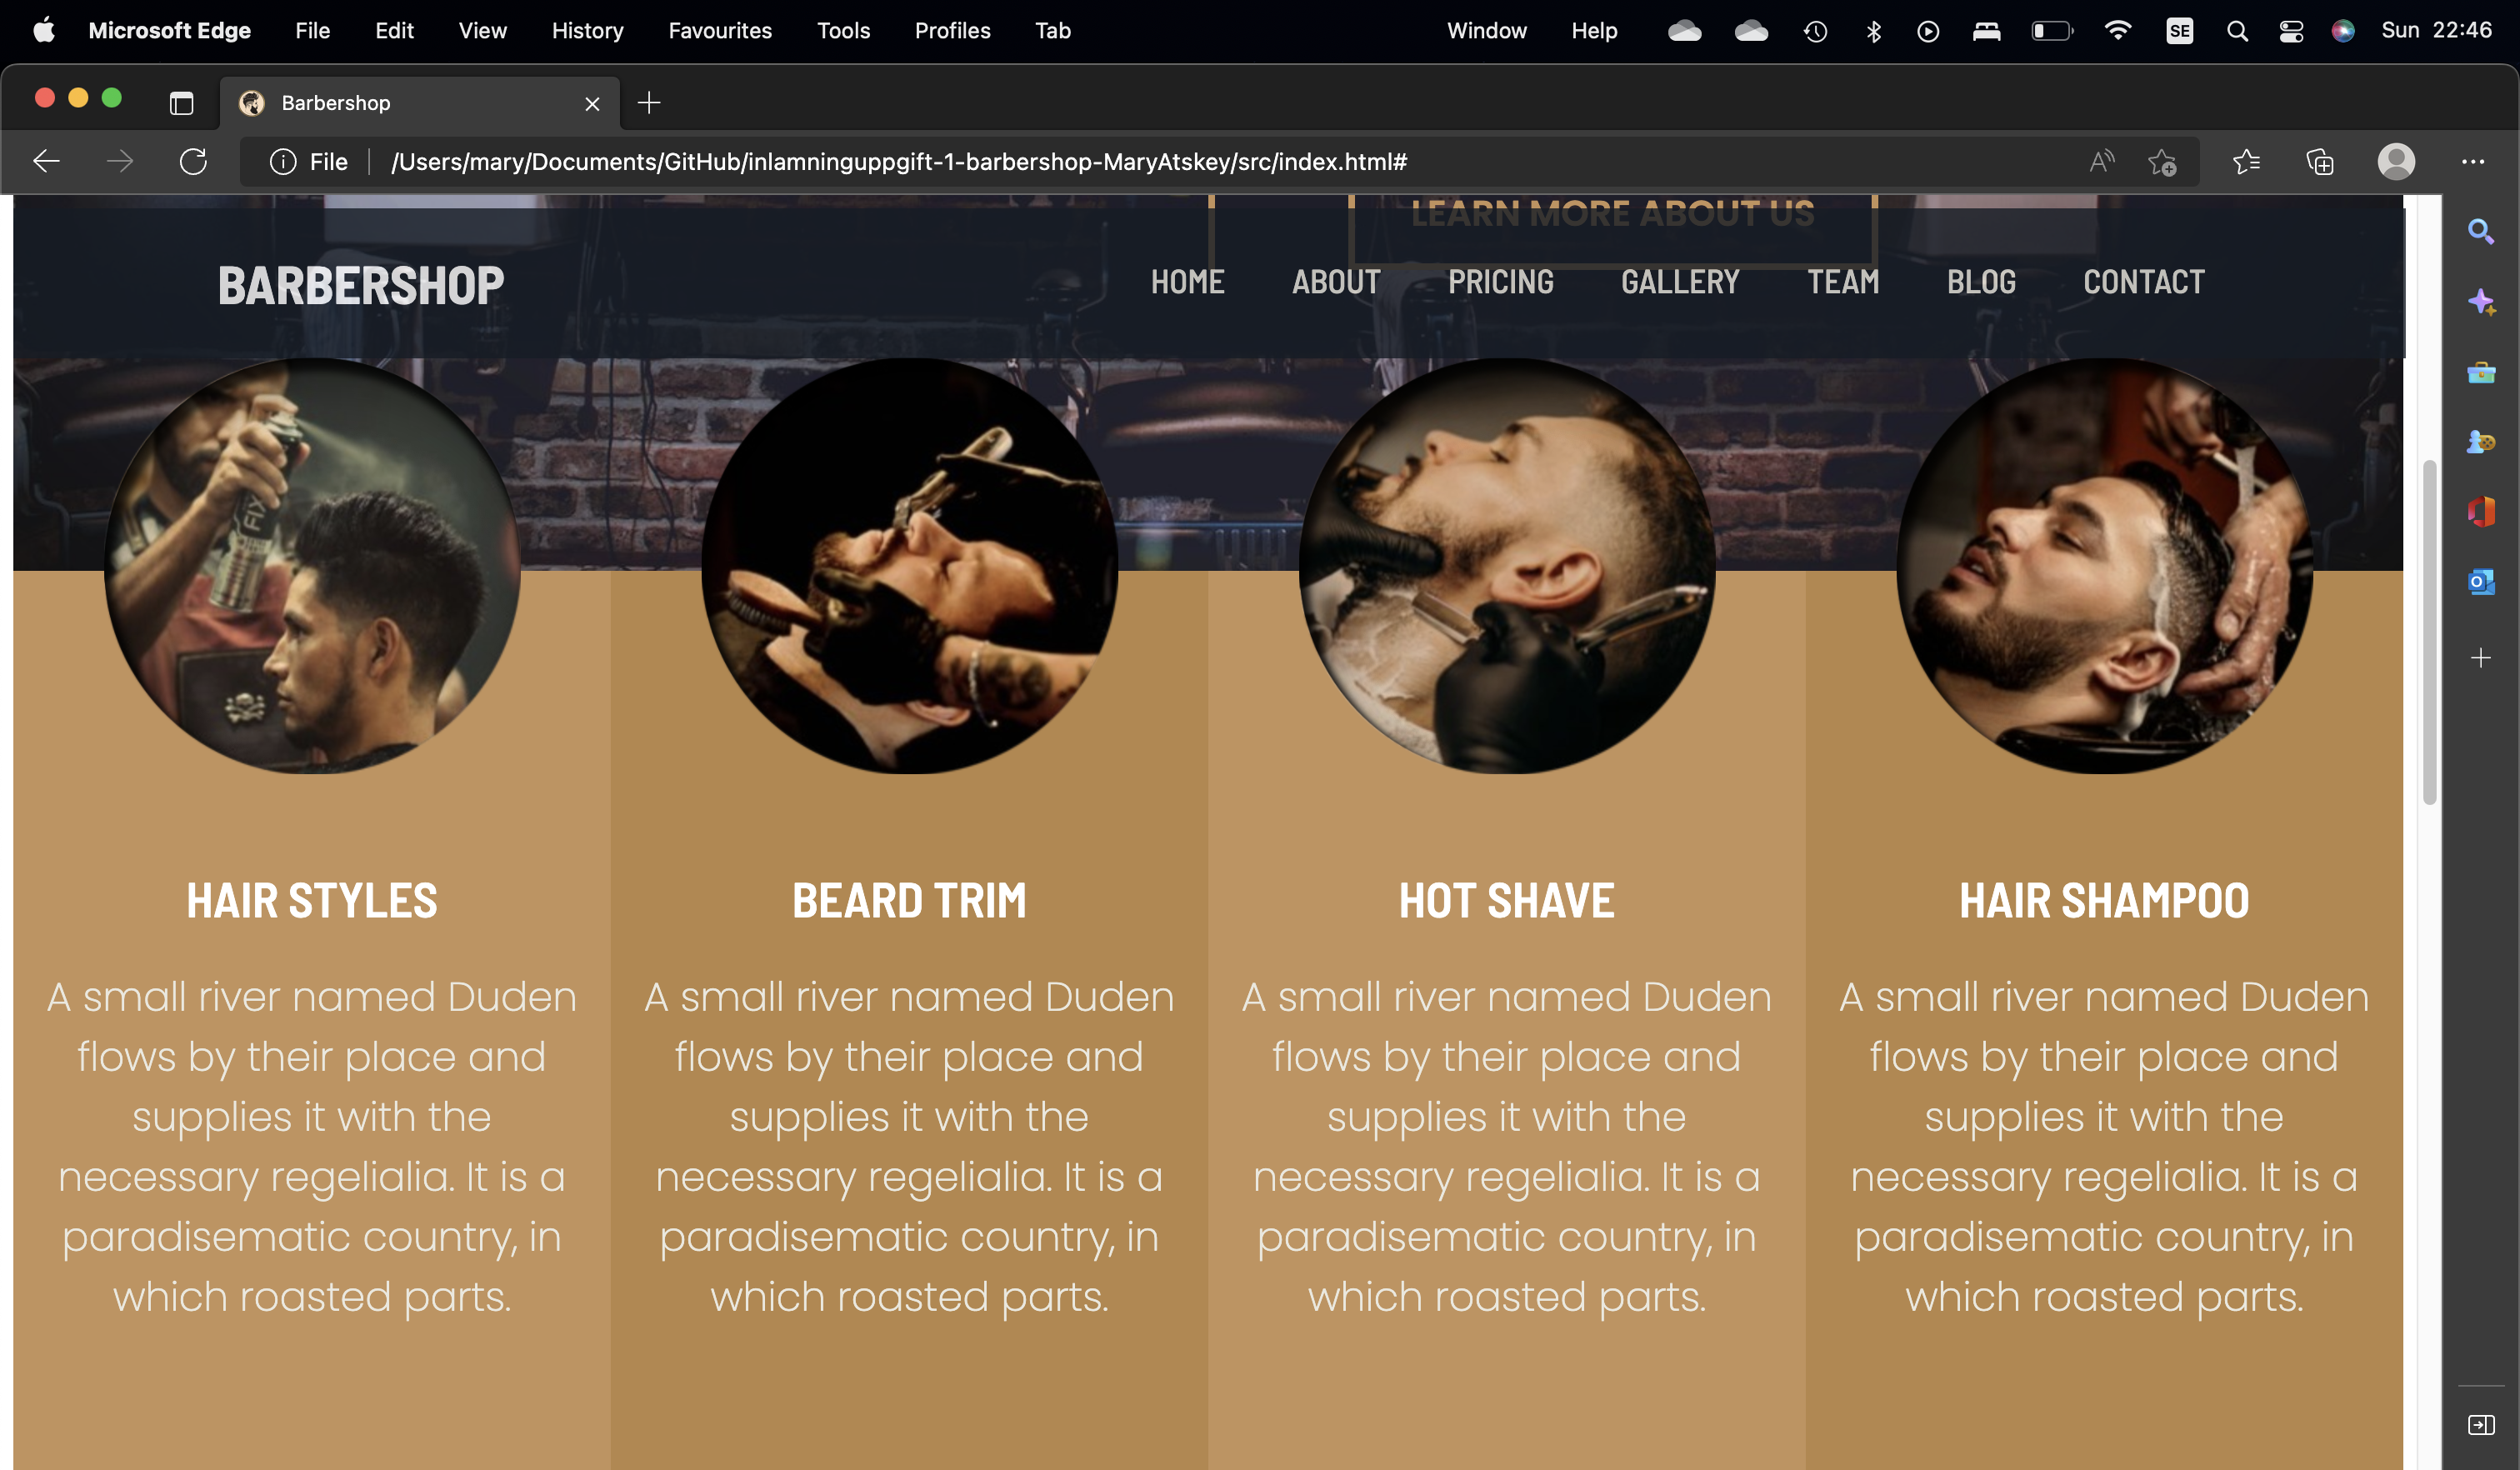 Microsoft Edge File Edit View History Favourites Tools Profiles Tab Window Help SE Sun 22:46
Barbershop
File /Users/mary/Documents/GitHub/inlamninguppgift-1-barbershop-MaryAtskey/src/index.html#
LEARN MORE ABOUT US
BARBERSHOP HOME ABOUT PRICING GALLERY TEAM BLOG CONTACT
FIX
HAIR STYLES
A small river named Duden
flows by their place and
supplies it with the
necessary regelialia. It is a
paradisematic country, in
which roasted parts.
BEARD TRIM
A small river named Duden
flows by their place and
supplies it with the
necessary regelialia. It is a
paradisematic country, in
which roasted parts.
HOT SHAVE
A small river named Duden
flows by their place and
supplies it with the
necessary regelialia. It is a
paradisematic country, in
which roasted parts.
HAIR SHAMPOO
A small river named Duden
flows by their place and
supplies it with the
necessary regelialia. It is a
paradisematic country, in
which roasted parts.